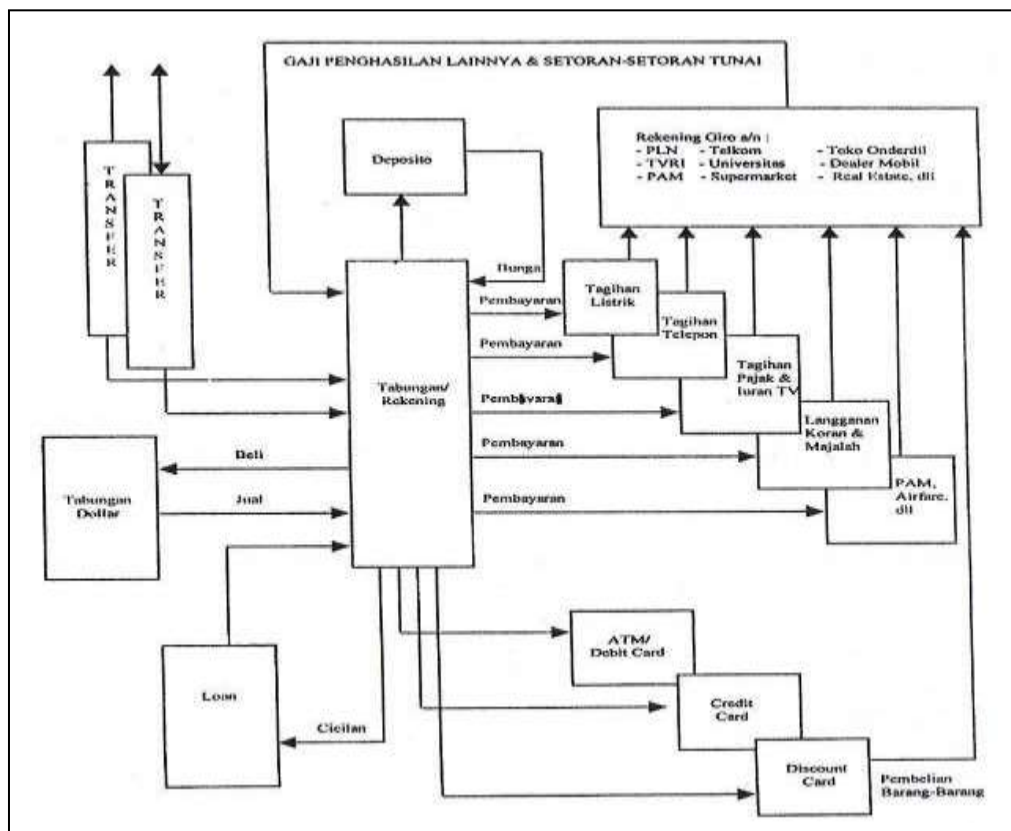 GAJI PENGHASILAN LAINNYA & SETORAN-SETORAN TUNAI
TRANSFER
TRANSFER
Deposito
Rekening Giro a/n :
- PLN - Telkom - Toko Onderdil
- TVRI - Universitas - Dealer Mobil
- PAM - Supermarket - Real Estate, dll
Bunga
Pembayaran
Tagihan
Listrik
Pembayaran
Tagihan
Telepon
Tabungan/
Rekening
Pembayaran
Tagihan
Pajak &
Iuran TV
Pembayaran
Langganan
Koran &
Majalah
Pembayaran
PAM,
Airfare,
dll
Beli
Jual
Tabungan
Dollar
Loan
Cicilan
ATM/
Debit Card
Credit
Card
Discount
Card
Pembelian
Barang-Barang